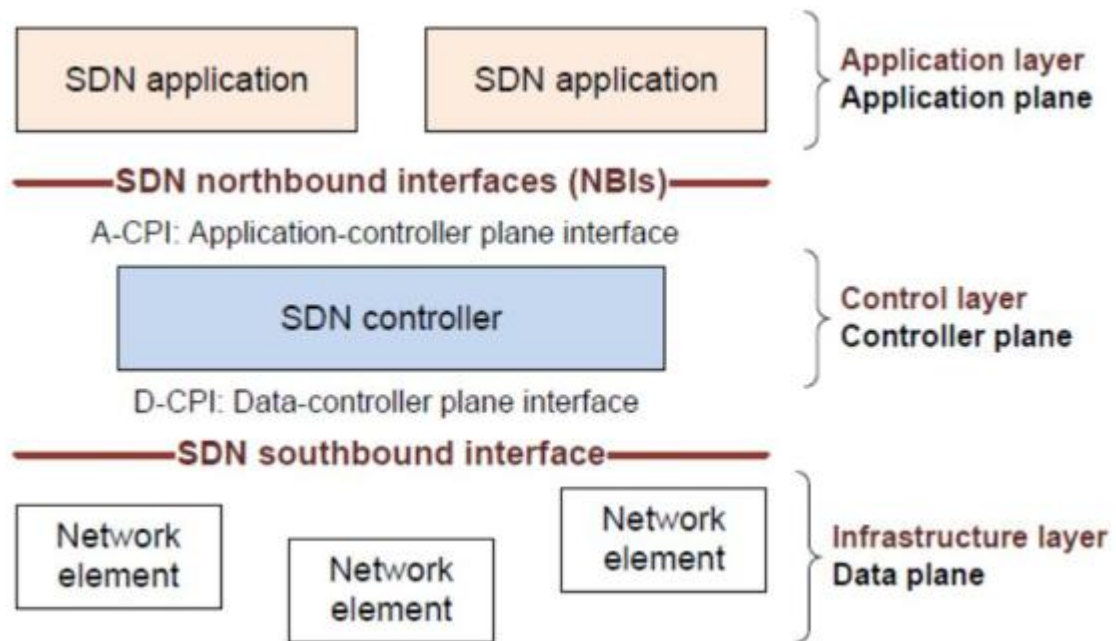 SDN application
SDN application
Application layer
Application plane
SDN northbound interfaces (NBIs)
A-CPI: Application-controller plane interface
SDN controller
Control layer
Controller plane
D-CPI: Data-controller plane interface
SDN southbound interface
Network
element
Network
element
Network
element
Infrastructure layer
Data plane